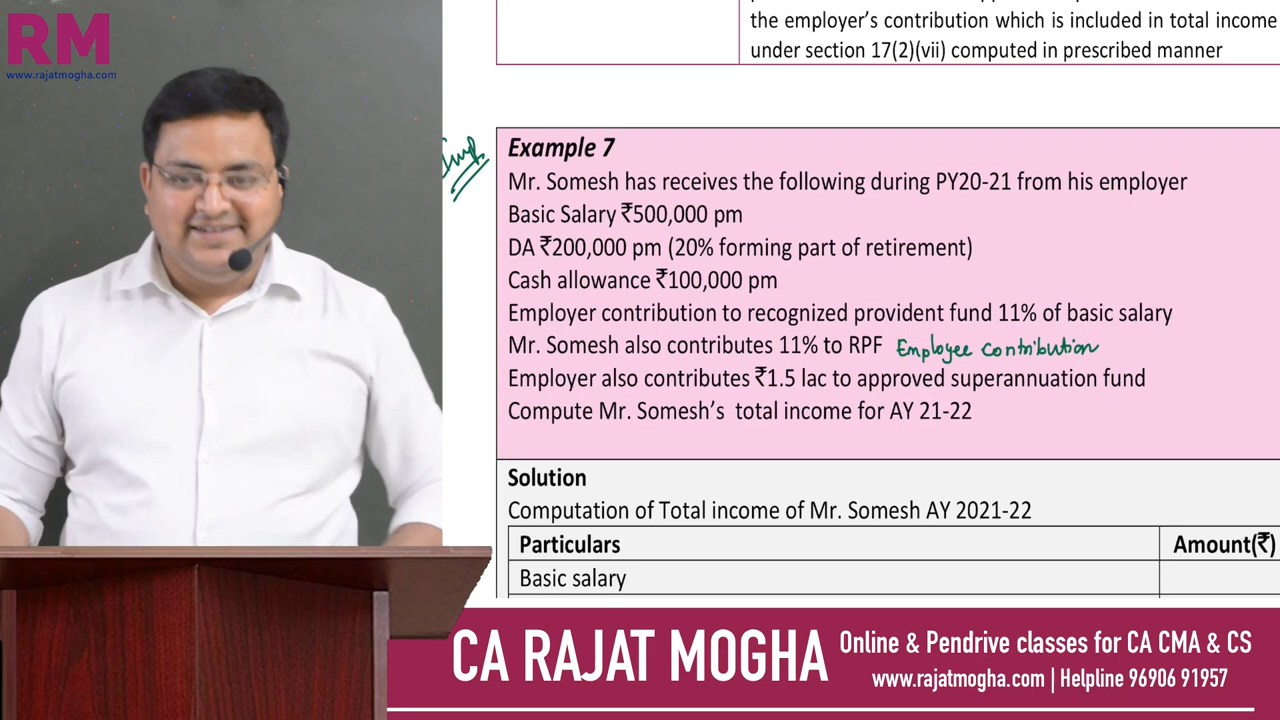 RM
www.rajatmogha.com
the employer's contribution which is included in total income
under section 17(2)(vii) computed in prescribed manner
Imp.
Example 7
Mr. Somesh has receives the following during PY20-21 from his employer
Basic Salary ₹500,000 pm
DA ₹200,000 pm (20% forming part of retirement)
Cash allowance ₹100,000 pm
Employer contribution to recognized provident fund 11% of basic salary
Mr. Somesh also contributes 11% to RPF Employee contribution
Employer also contributes ₹1.5 lac to approved superannuation fund
Compute Mr. Somesh's total income for AY 21-22
Solution
Computation of Total income of Mr. Somesh AY 2021-22
Particulars Amount(₹)
Basic salary
CA RAJAT MOGHA
Online & Pendrive classes for CA CMA & CS
www.rajatmogha.com | Helpline 96906 91957